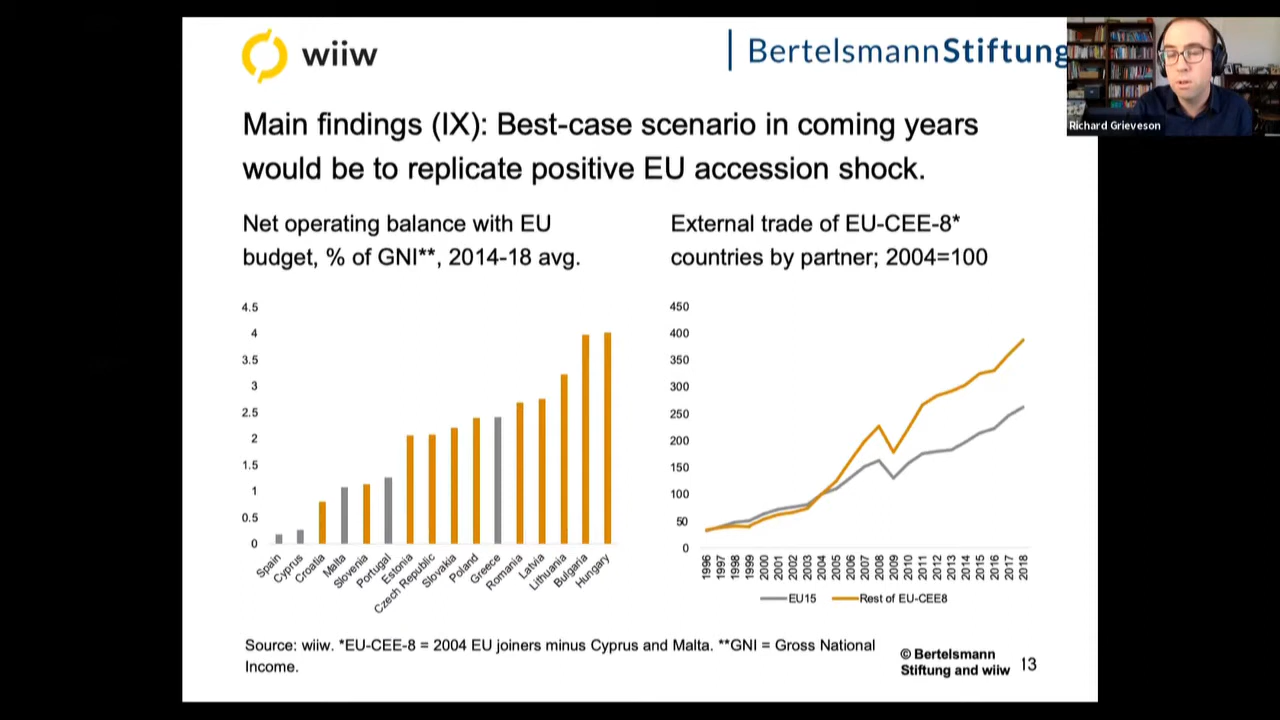 wiiw
BertelsmannStiftung
Richard Grieveson
Main findings (IX): Best-case scenario in coming years
would be to replicate positive EU accession shock.
Net operating balance with EU
budget, % of GNI**, 2014-18 avg.
4.5
4
3.5
3
2.5
2
1.5
1
0.5
0
Spain
Cyprus
Croatia
Malta
Slovenia
Portugal
Estonia
Czech Republic
Slovakia
Poland
Greece
Romania
Latvia
Lithuania
Bulgaria
Hungary
External trade of EU-CEE-8*
countries by partner; 2004=100
450
400
350
300
250
200
150
100
50
0
1996
1997
1998
1999
2000
2001
2002
2003
2004
2005
2006
2007
2008
2009
2010
2011
2012
2013
2014
2015
2016
2017
2018
EU15
Rest of EU-CEE8
Source: wiiw. *EU-CEE-8 = 2004 EU joiners minus Cyprus and Malta. **GNI = Gross National
Income.
© Bertelsmann
Stiftung and wiiw
13